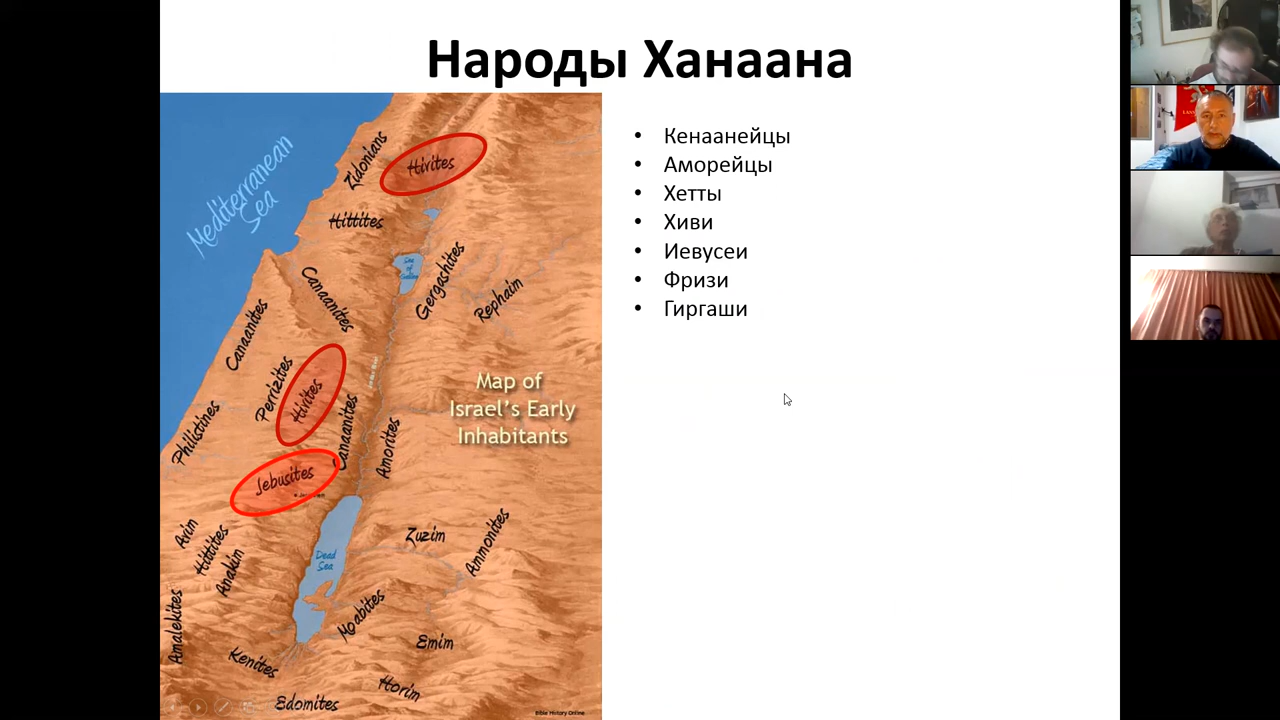 Народы Ханаана
Mediterranean
Sea
Zidonians
Hivites
Hittites
Sea
of
Galilee
Gergashites
Rephaim
Canaanites
Canaanites
Perrizites
Hivites
Canaanites
Philistines
Amorites
Jebusites
Map of
Israel's Early
Inhabitants
Avim
Hittites
Anakim
Dead
Sea
Zuzim
Ammonites
Amalekites
Moabites
Emim
Kenites
Horim
Edomites
Bible History Online
• Кенаанейцы
• Аморейцы
• Хетты
• Хиви
• Иевусеи
• Фризи
• Гиргаши